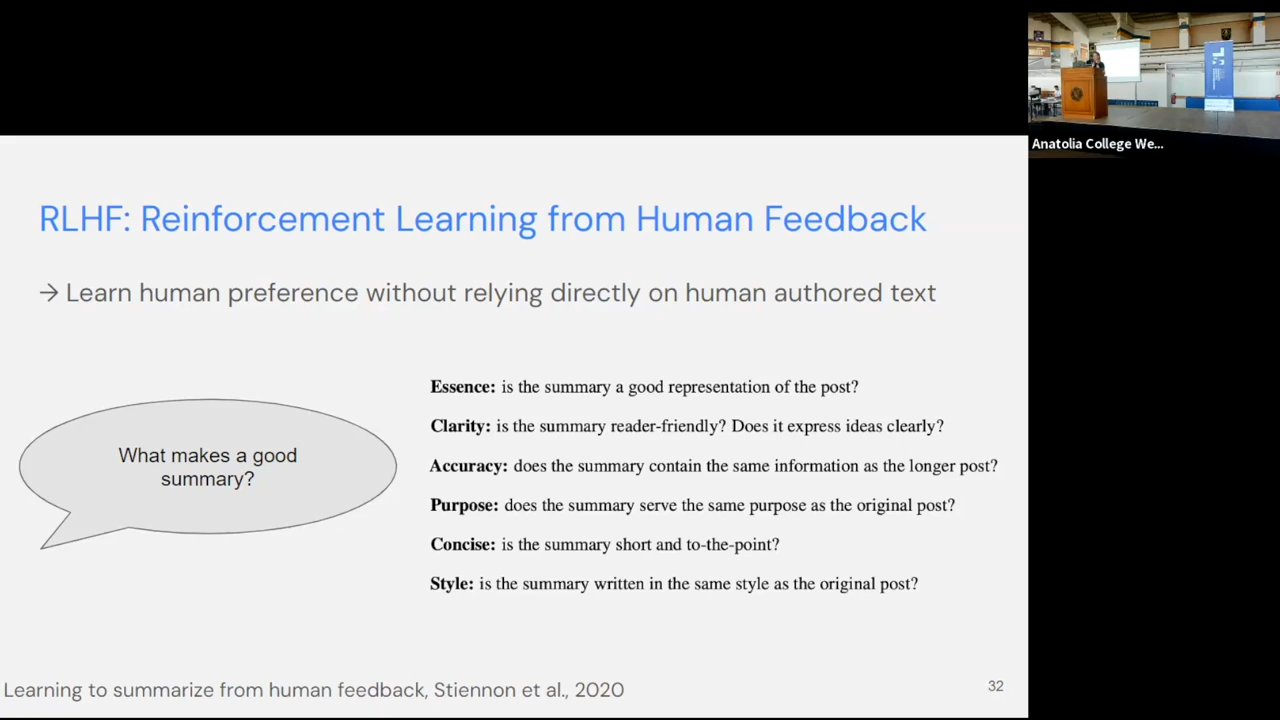 RLHF: Reinforcement Learning from Human Feedback
→ Learn human preference without relying directly on human authored text
What makes a good
summary?
Essence: is the summary a good representation of the post?
Clarity: is the summary reader-friendly? Does it express ideas clearly?
Accuracy: does the summary contain the same information as the longer post?
Purpose: does the summary serve the same purpose as the original post?
Concise: is the summary short and to-the-point?
Style: is the summary written in the same style as the original post?
Learning to summarize from human feedback, Stiennon et al., 2020
32
Anatolia College We...